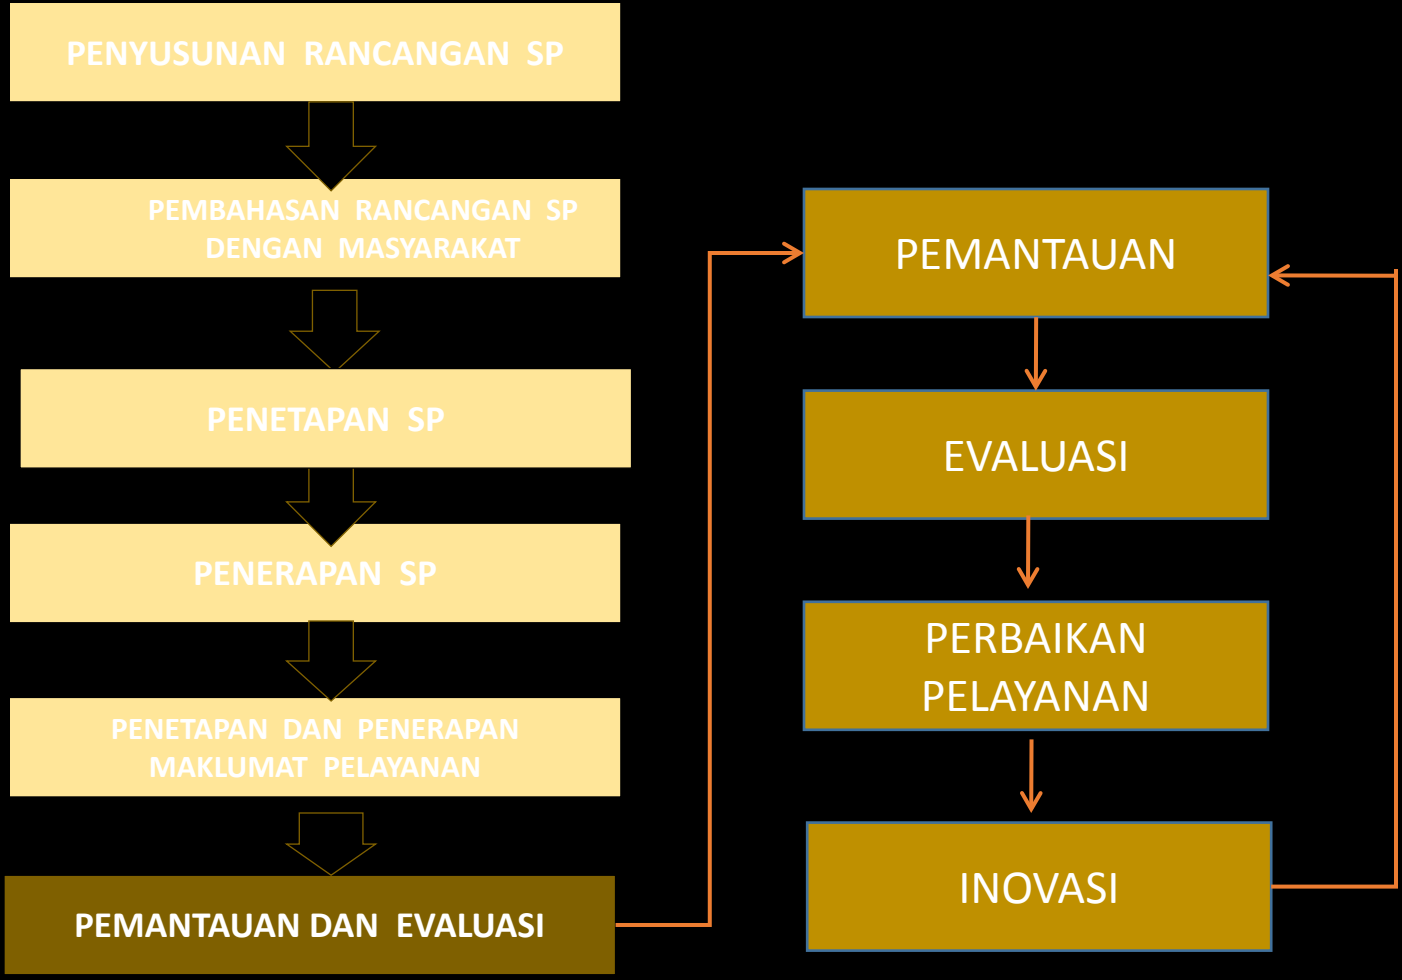 PENYUSUNAN RANCANGAN SP
PEMBAHASAN RANCANGAN SP
DENGAN MASYARAKAT
PENETAPAN SP
PENERAPAN SP
PENETAPAN DAN PENERAPAN
MAKLUMAT PELAYANAN
PEMANTAUAN DAN EVALUASI
PEMANTAUAN
EVALUASI
PERBAIKAN
PELAYANAN
INOVASI